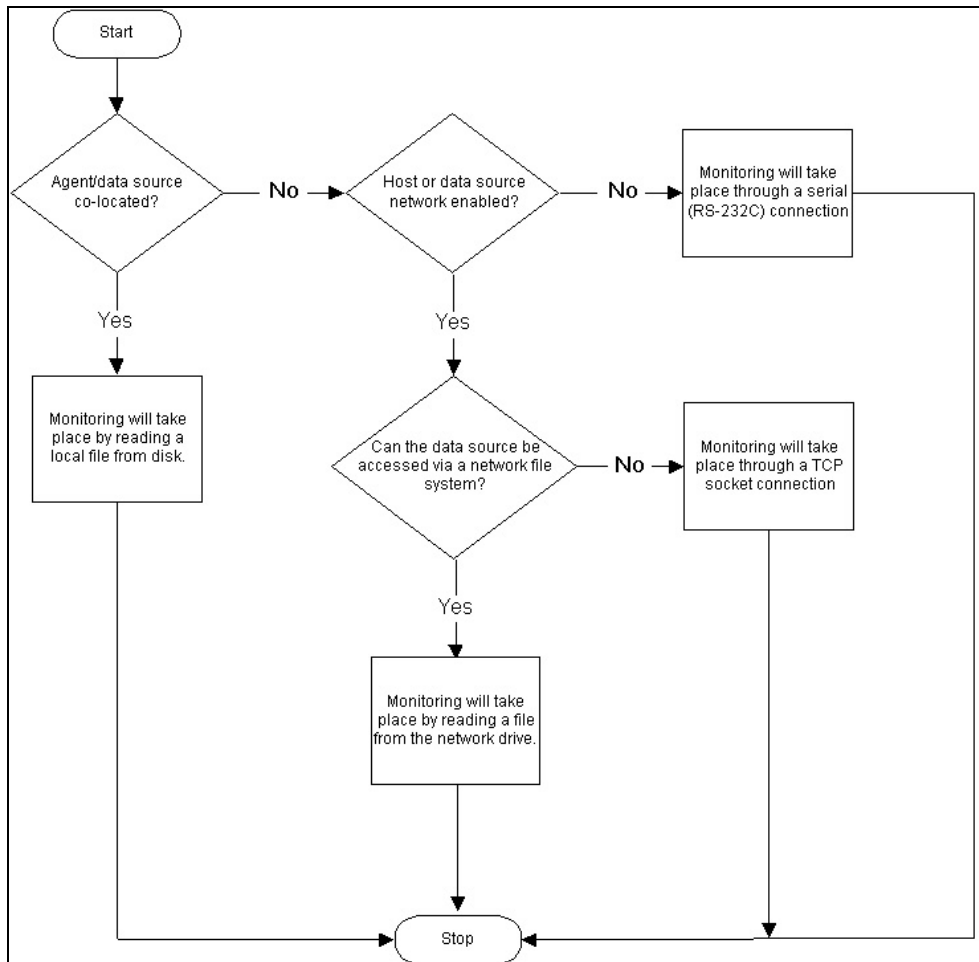 Start
Agent/data source
co-located?
No
Host or data source
network enabled?
No
Monitoring will take
place through a serial
(RS-232C) connection
Yes
Yes
Monitoring will take
place by reading a
local file from disk.
Can the data source be
accessed via a network file
system?
No
Monitoring will take
place through a TCP
socket connection
Yes
Monitoring will take
place by reading a file
from the network drive.
Stop